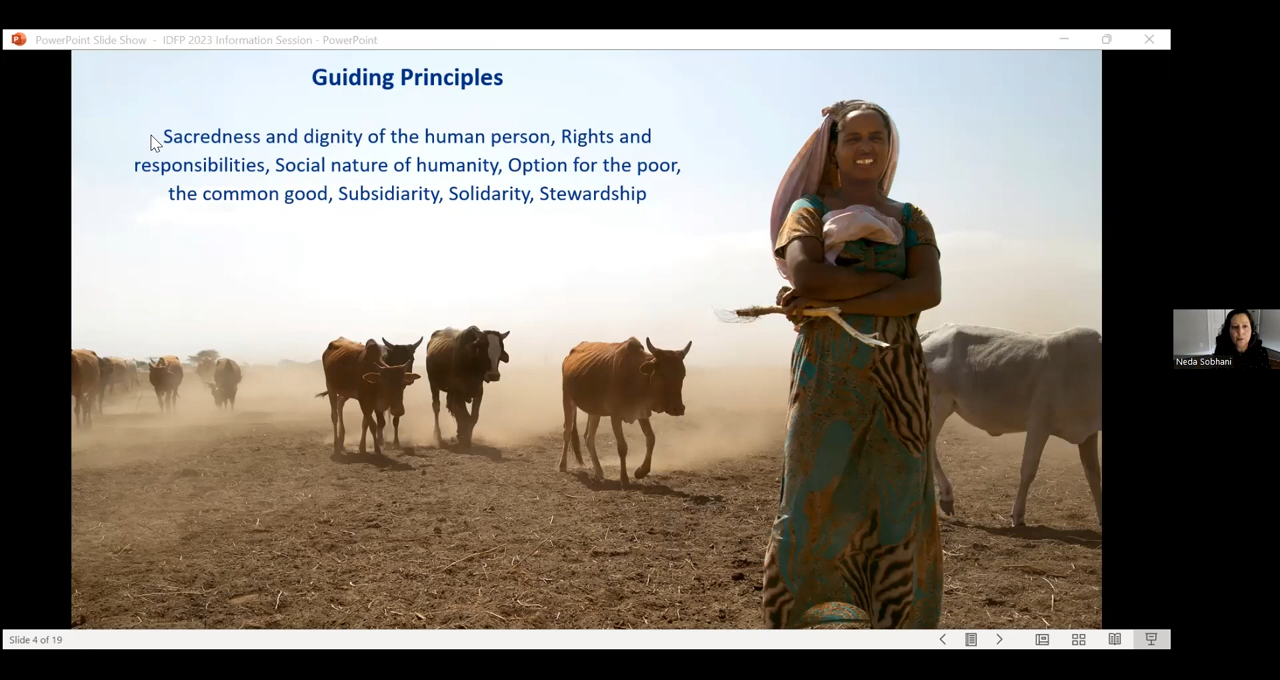 PowerPoint Slide Show - IDFP 2023 Information Session - PowerPoint
Guiding Principles
Sacredness and dignity of the human person, Rights and
responsibilities, Social nature of humanity, Option for the poor,
the common good, Subsidiarity, Solidarity, Stewardship
Neda Sobhani
Slide 4 of 19